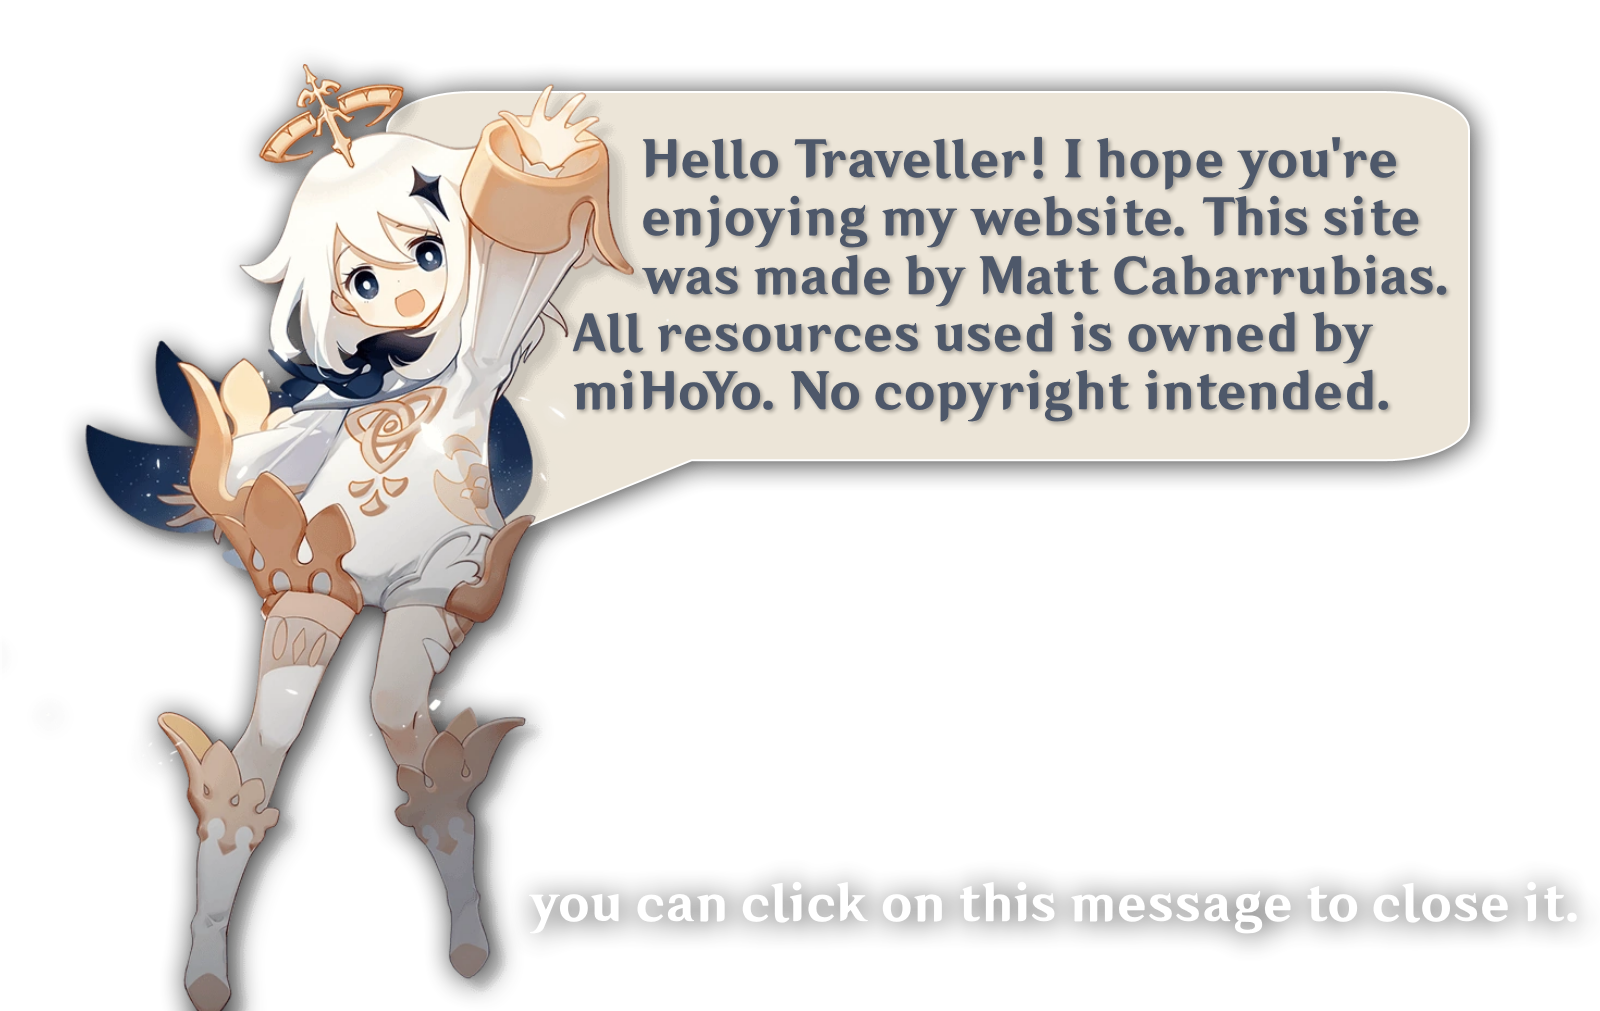 Hello Traveller! I hope you're
enjoying my website. This site
was made by Matt Cabarrubias.
All resources used is owned by
miHoYo. No copyright intended.
you can click on this message to close it.